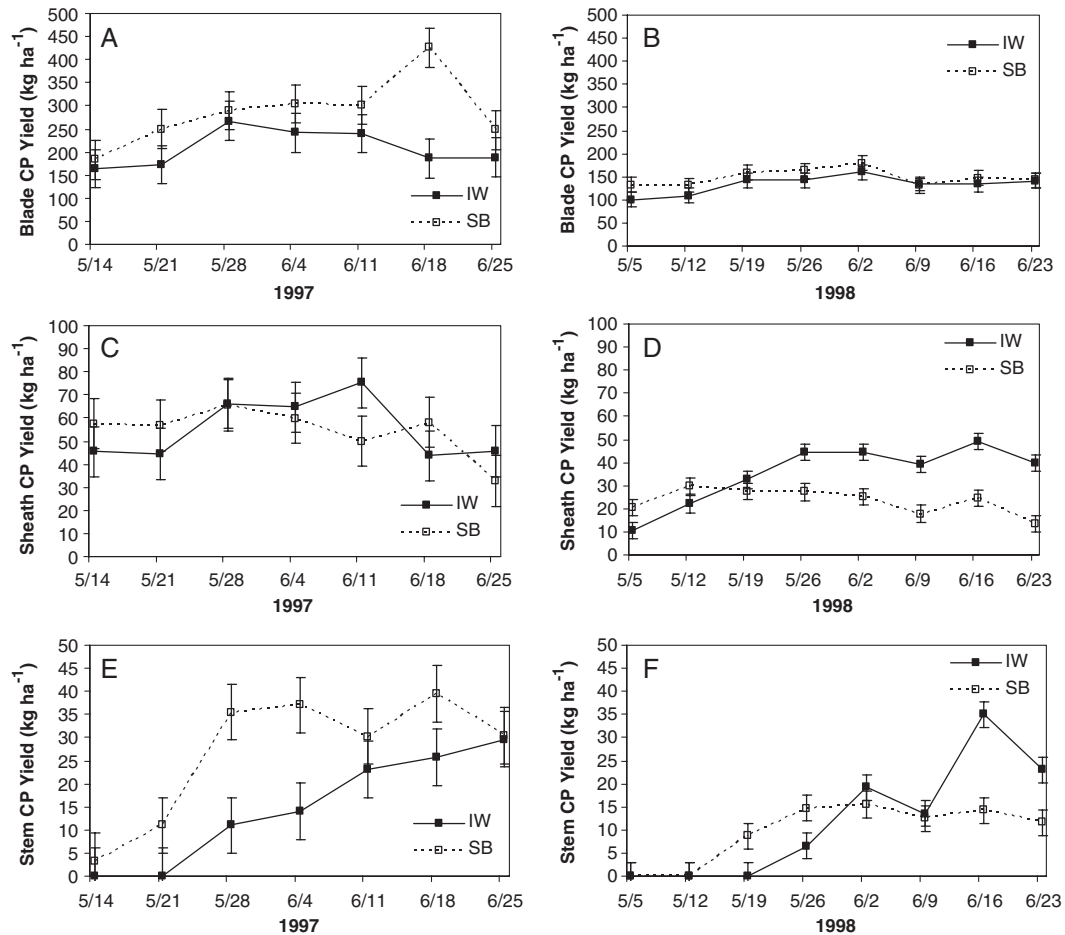 A
Blade CP Yield (kg ha⁻¹)
500
450
400
350
300
250
200
150
100
50
0
IW
SB
5/14 5/21 5/28 6/4 6/11 6/18 6/25
1997
B
Blade CP Yield (kg ha⁻¹)
500
450
400
350
300
250
200
150
100
50
0
IW
SB
5/5 5/12 5/19 5/26 6/2 6/9 6/16 6/23
1998
C
Sheath CP Yield (kg ha⁻¹)
100
90
80
70
60
50
40
30
20
10
0
IW
SB
5/14 5/21 5/28 6/4 6/11 6/18 6/25
1997
D
Sheath CP Yield (kg ha⁻¹)
100
90
80
70
60
50
40
30
20
10
0
IW
SB
5/5 5/12 5/19 5/26 6/2 6/9 6/16 6/23
1998
E
Stem CP Yield (kg ha⁻¹)
50
45
40
35
30
25
20
15
10
5
0
IW
SB
5/14 5/21 5/28 6/4 6/11 6/18 6/25
1997
F
Stem CP Yield (kg ha⁻¹)
50
45
40
35
30
25
20
15
10
5
0
IW
SB
5/5 5/12 5/19 5/26 6/2 6/9 6/16 6/23
1998